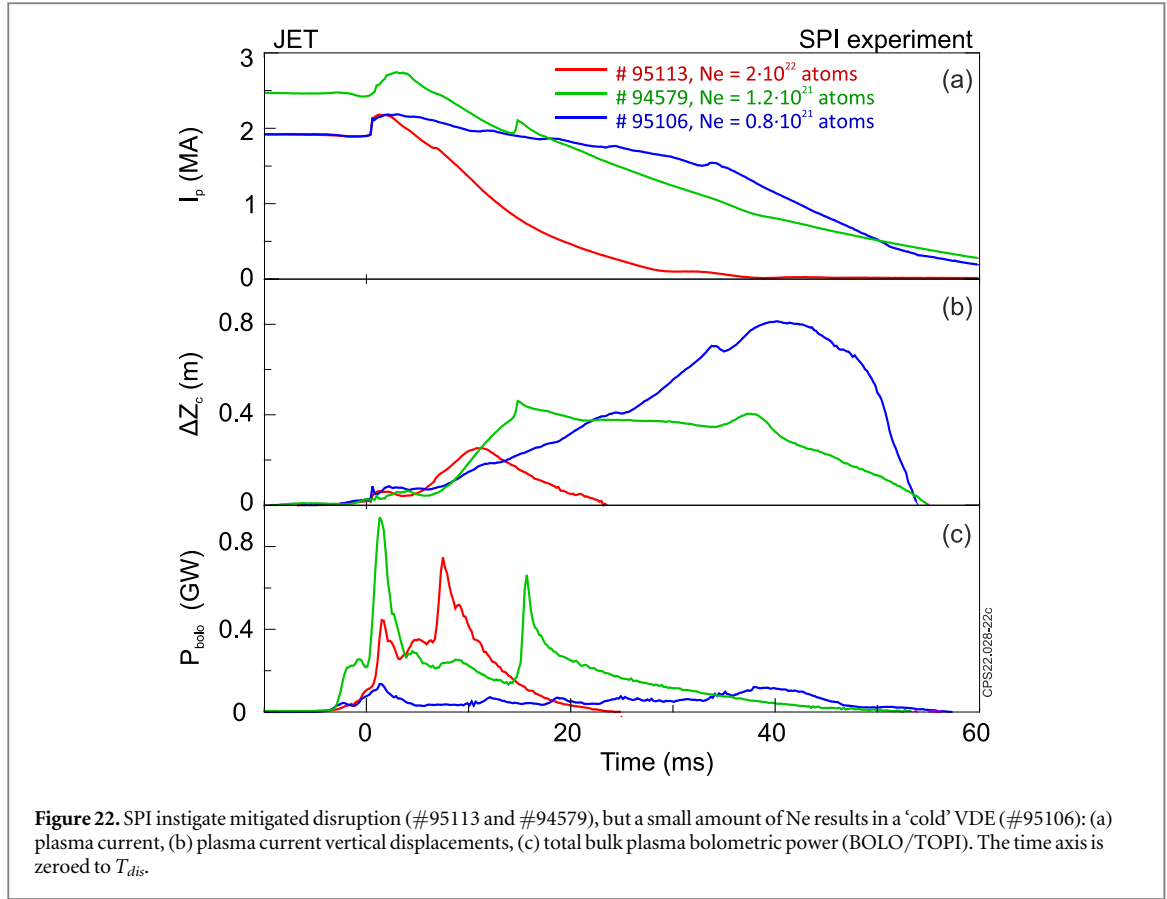 JET SPI experiment
3
(a)
# 95113, Ne = 2·10²² atoms
# 94579, Ne = 1.2·10²¹ atoms
# 95106, Ne = 0.8·10²¹ atoms
2
Iₚ (MA)
1
0
(b)
0.8
ΔZ_c (m)
0.4
0
(c)
0.8
P_bolo (GW)
0.4
0
CPS22.028-22c
0 20 40 60
Time (ms)
Figure 22. SPI instigate mitigated disruption (#95113 and #94579), but a small amount of Ne results in a ‘cold’ VDE (#95106): (a)
plasma current, (b) plasma current vertical displacements, (c) total bulk plasma bolometric power (BOLO/TOPI). The time axis is
zeroed to T_dis.